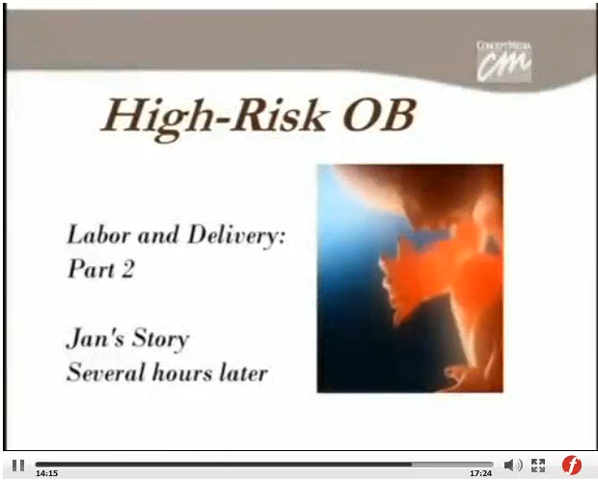 CONCEPT MEDIA
cm
High-Risk OB
Labor and Delivery:
Part 2
Jan's Story
Several hours later
14:15
17:24
f